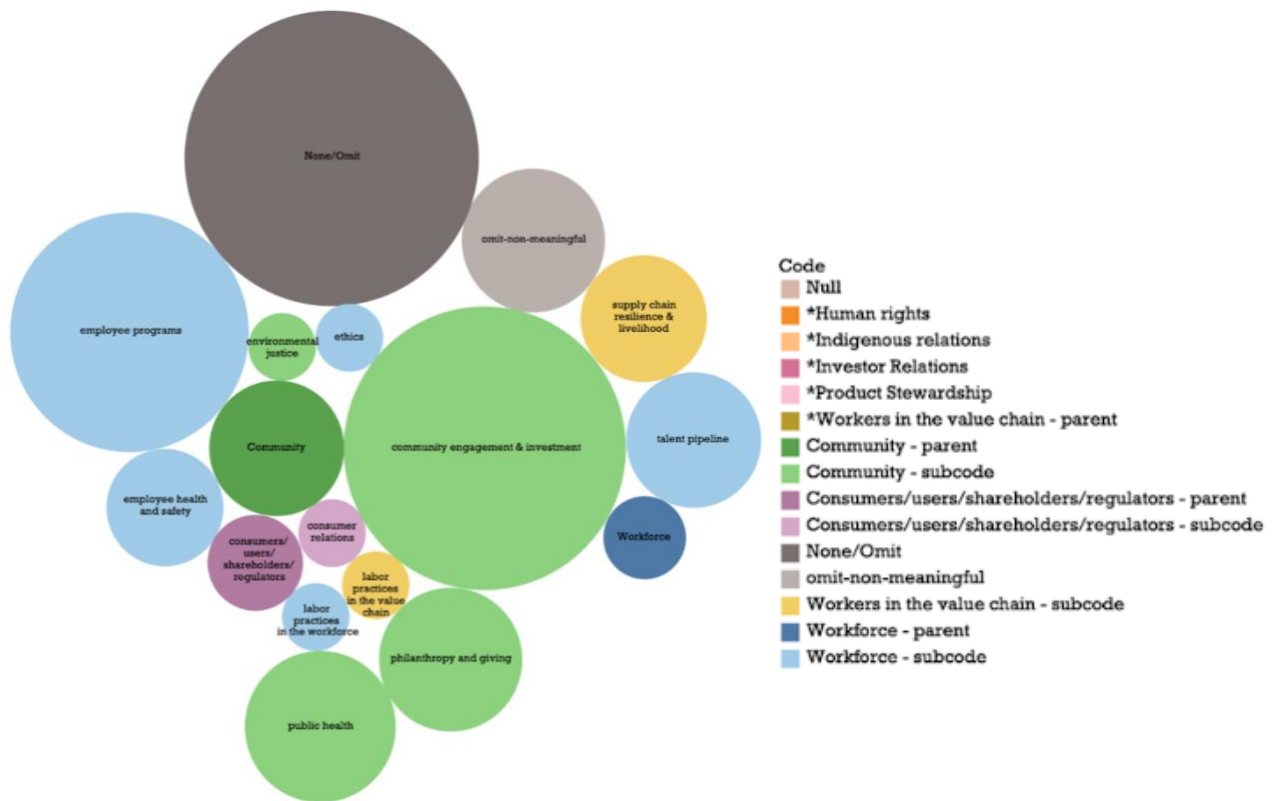 None/Omit
omit-non-meaningful
supply chain
resilience &
livelihood
employee programs
environmental
justice
ethics
Community
community engagement & investment
talent pipeline
employee health
and safety
consumer
relations
Workforce
consumers/
users/
shareholders/
regulators
labor
practices
in the value
chain
labor
practices
in the workforce
philanthropy and giving
public health
Code
Null
*Human rights
*Indigenous relations
*Investor Relations
*Product Stewardship
*Workers in the value chain - parent
Community - parent
Community - subcode
Consumers/users/shareholders/regulators - parent
Consumers/users/shareholders/regulators - subcode
None/Omit
omit-non-meaningful
Workers in the value chain - subcode
Workforce - parent
Workforce - subcode